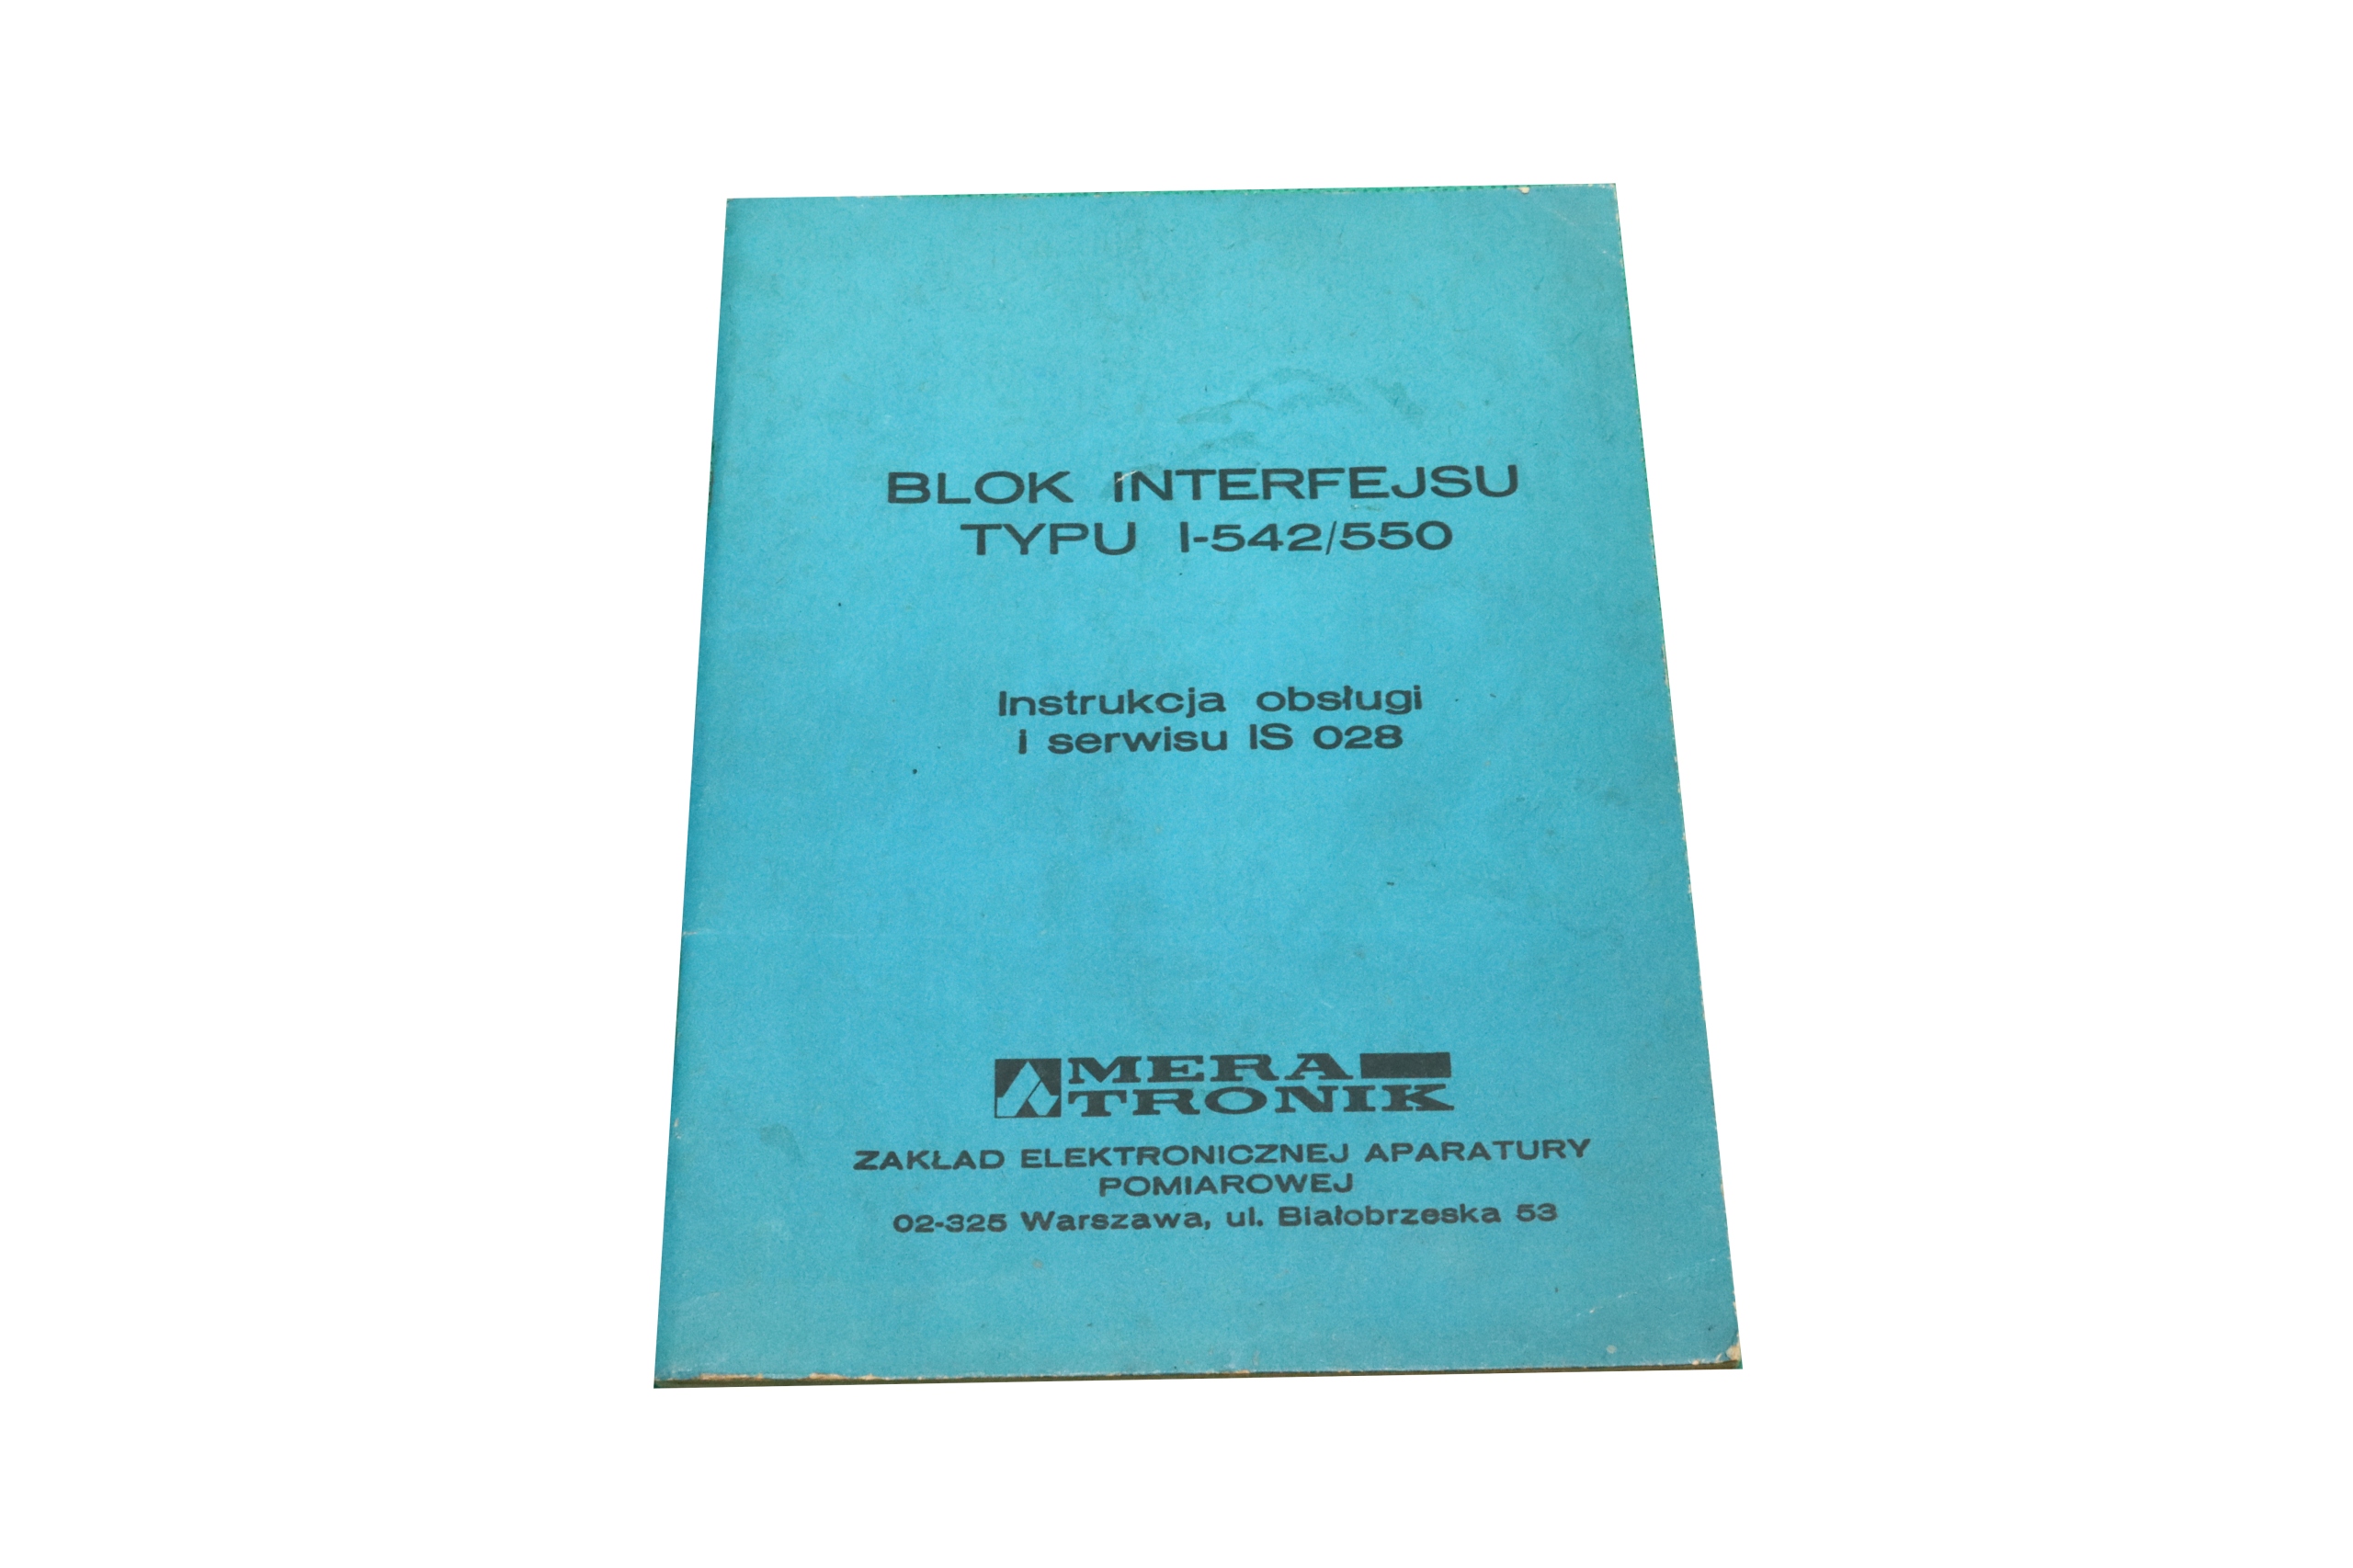 BLOK INTERFEJSU
TYPU I-542/550
Instrukcja obsługi
i serwisu IS 028
MERA
TRONIK
ZAKŁAD ELEKTRONICZNEJ APARATURY
POMIAROWEJ
02-325 Warszawa, ul. Białobrzeska 53